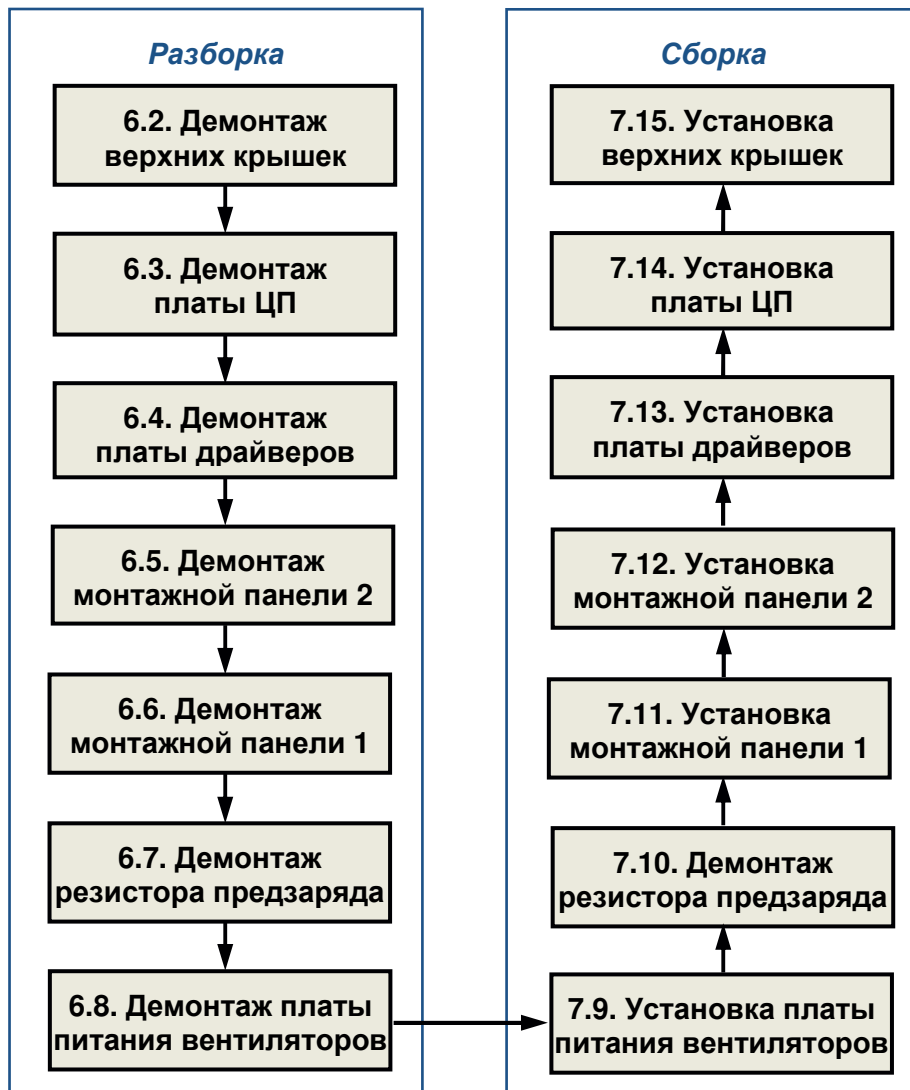 Разборка
6.2. Демонтаж
верхних крышек
6.3. Демонтаж
платы ЦП
6.4. Демонтаж
платы драйверов
6.5. Демонтаж
монтажной панели 2
6.6. Демонтаж
монтажной панели 1
6.7. Демонтаж
резистора предзаряда
6.8. Демонтаж платы
питания вентиляторов
Сборка
7.15. Установка
верхних крышек
7.14. Установка
платы ЦП
7.13. Установка
платы драйверов
7.12. Установка
монтажной панели 2
7.11. Установка
монтажной панели 1
7.10. Демонтаж
резистора предзаряда
7.9. Установка платы
питания вентиляторов